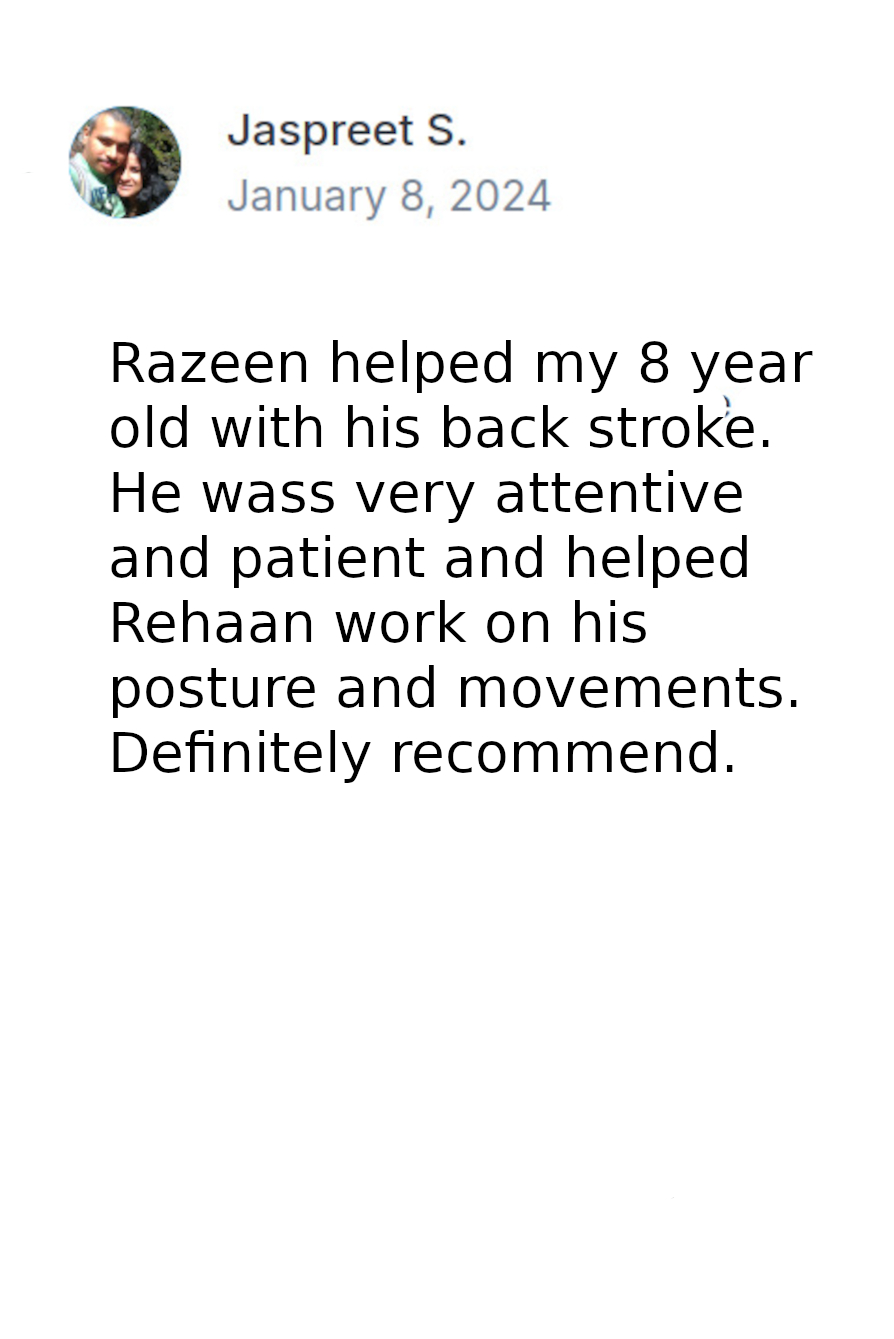 Jaspreet S.
January 8, 2024
Razeen helped my 8 year
old with his back stroke.
He wass very attentive
and patient and helped
Rehaan work on his
posture and movements.
Definitely recommend.